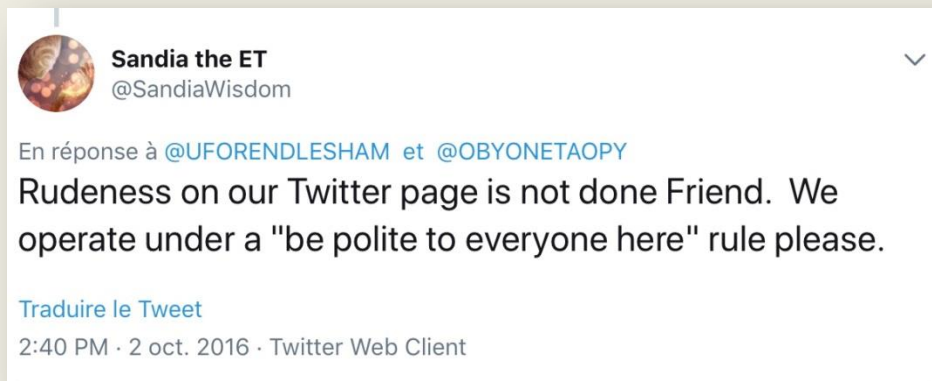 Sandia the ET
@SandiaWisdom
En réponse à @UFORENDLESHAM et @OBYONETAOPY
Rudeness on our Twitter page is not done Friend.  We
operate under a "be polite to everyone here" rule please.
Traduire le Tweet
2:40 PM · 2 oct. 2016 · Twitter Web Client